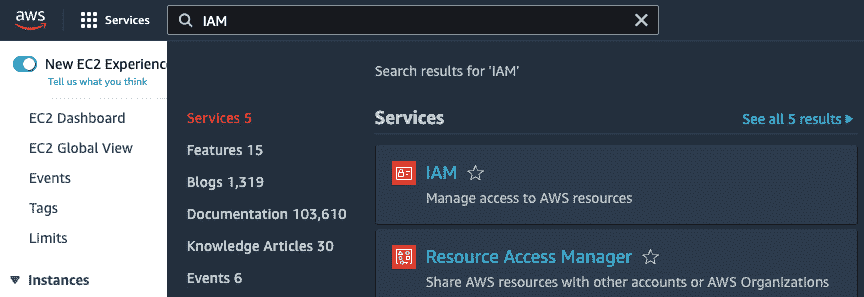 aws
Services
IAM
New EC2 Experienc
Tell us what you think
EC2 Dashboard
EC2 Global View
Events
Tags
Limits
Instances
Search results for 'IAM'
Services 5
Features 15
Blogs 1,319
Documentation 103,610
Knowledge Articles 30
Events 6
Services
See all 5 results
IAM
Manage access to AWS resources
Resource Access Manager
Share AWS resources with other accounts or AWS Organizations